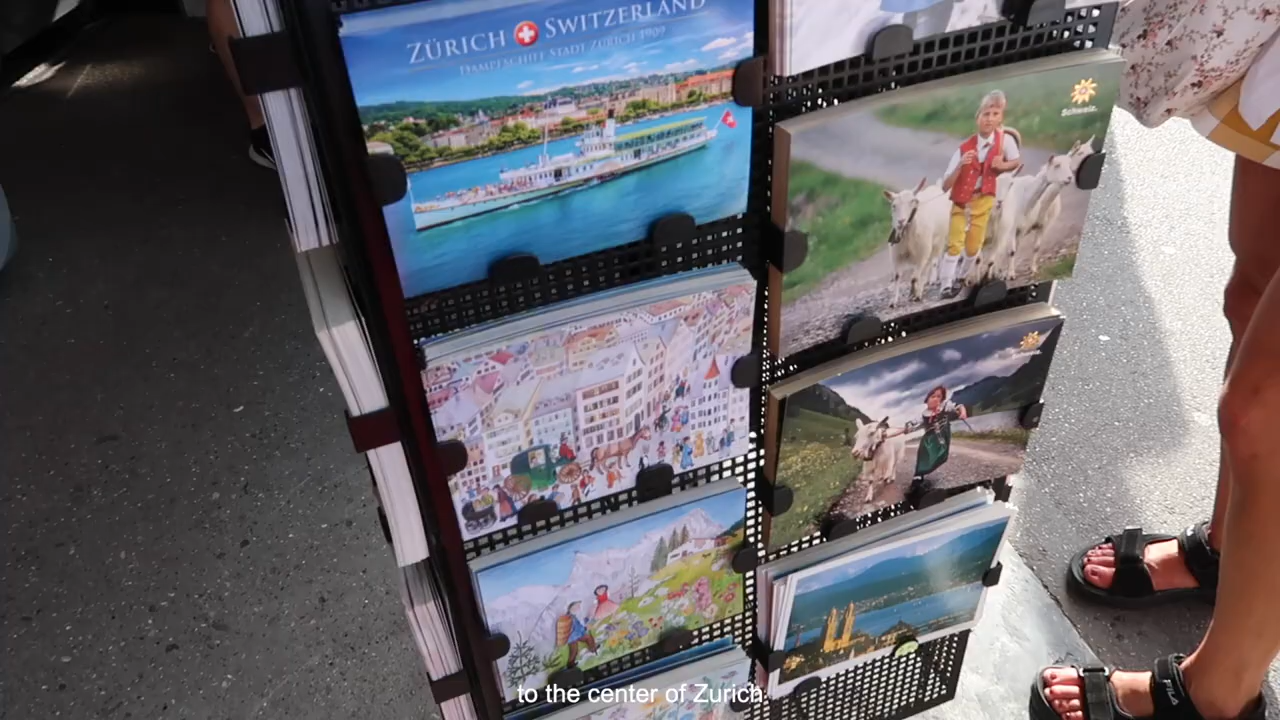 ZÜRICH SWITZERLAND
DAMPFSCHIFF STADT ZÜRICH 1909
Schweiz.
FILA
to the center of Zurich.